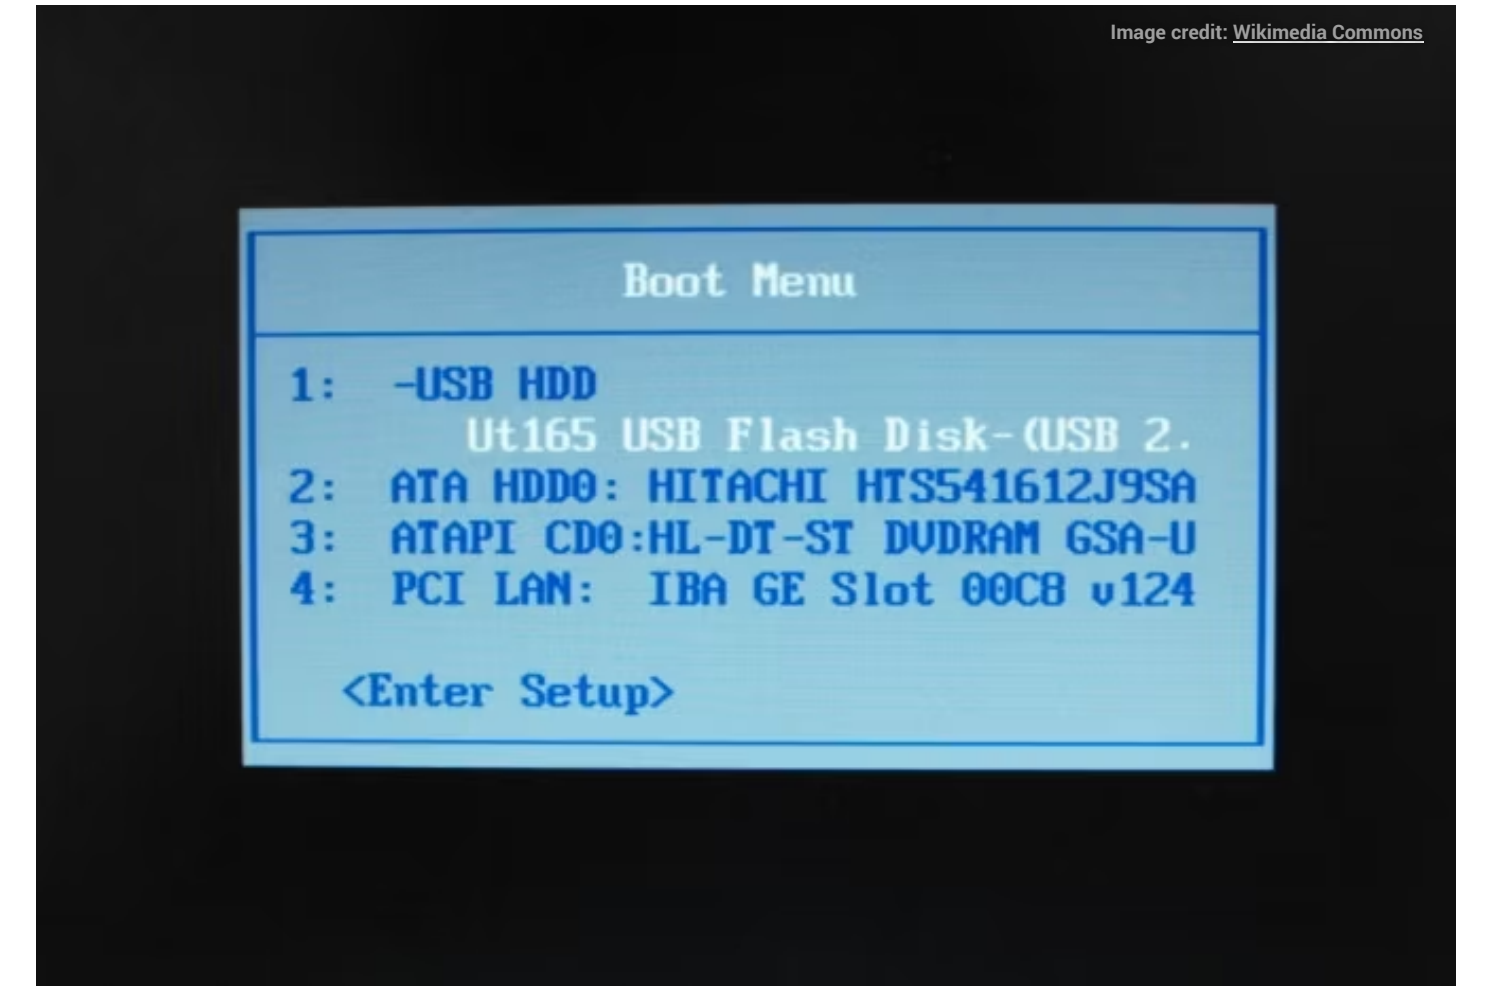 Image credit: Wikimedia Commons
Boot Menu
1: -USB HDD
Ut165 USB Flash Disk-(USB 2.
2: ATA HDD0: HITACHI HTS541612J9SA
3: ATAPI CD0:HL-DT-ST DVDRAM GSA-U
4: PCI LAN: IBA GE Slot 00C8 v124
<Enter Setup>